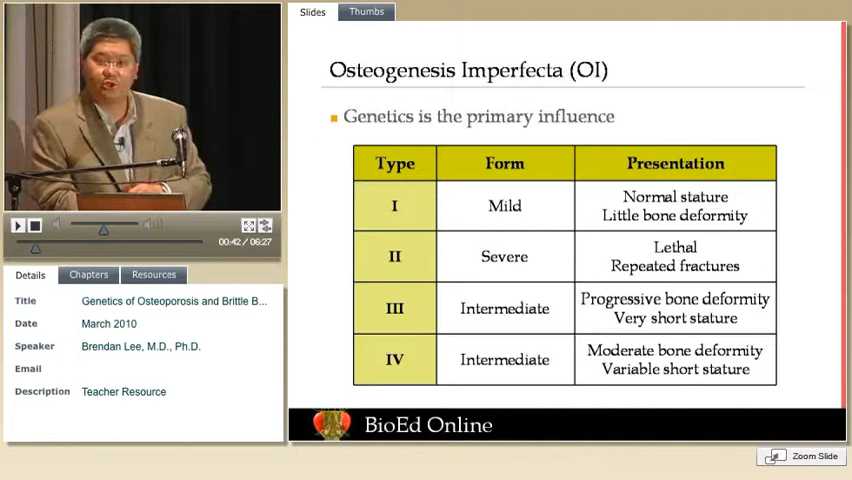 Slides Thumbs
Osteogenesis Imperfecta (OI)
Genetics is the primary influence
Type Form Presentation
I Mild Normal stature
Little bone deformity
II Severe Lethal
Repeated fractures
III Intermediate Progressive bone deformity
Very short stature
IV Intermediate Moderate bone deformity
Variable short stature
BioEd Online
Zoom Slide
00:42 / 06:27
Details Chapters Resources
Title Genetics of Osteoporosis and Brittle B...
Date March 2010
Speaker Brendan Lee, M.D., Ph.D.
Email
Description Teacher Resource